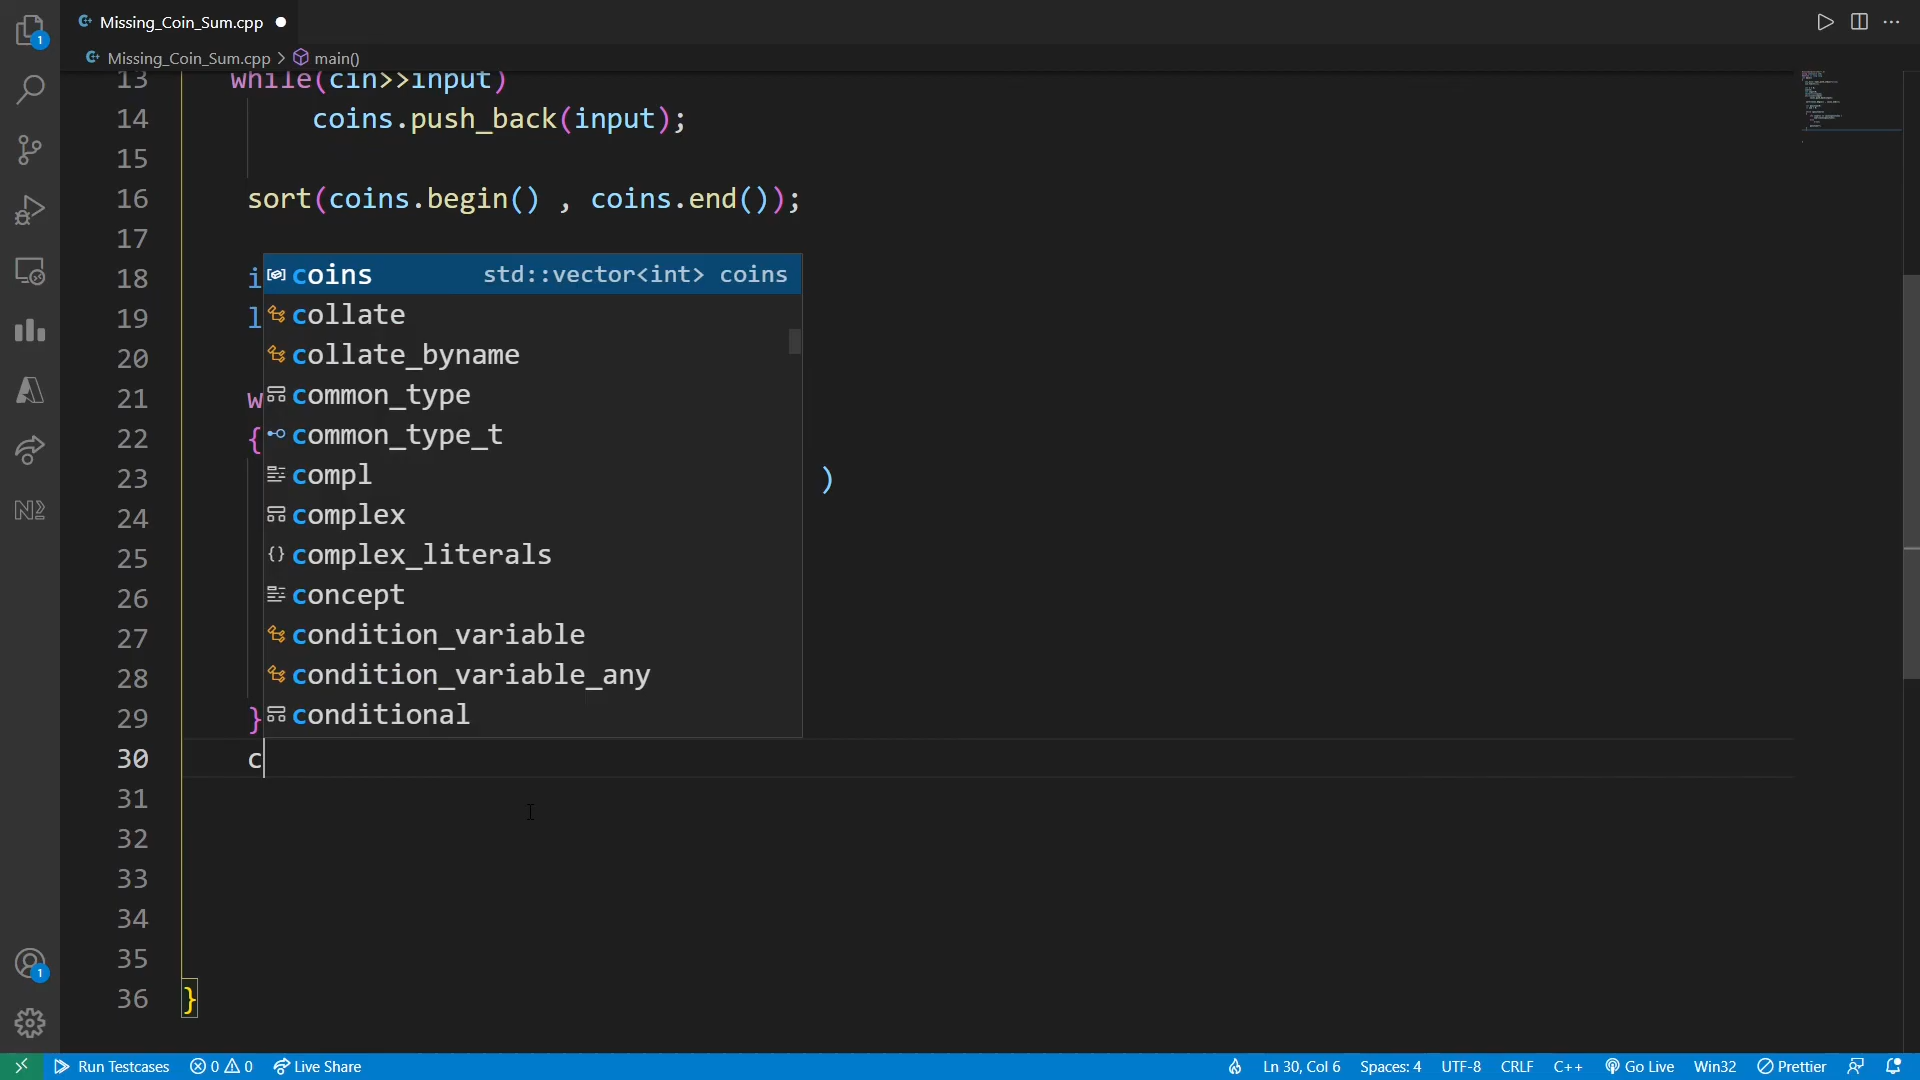 Missing_Coin_Sum.cpp
Missing_Coin_Sum.cpp > main()
13 while(cin>>input)
14 coins.push_back(input);
15
16 sort(coins.begin() , coins.end());
17
18 i
coins std::vector<int> coins
19 l
collate
20
collate_byname
21 w
common_type
22 {
common_type_t
23 )
compl
24
complex
25
complex_literals
26
concept
27
condition_variable
28
condition_variable_any
29 }
conditional
30 c
31
32
33
34
35
36 }
1
1
Run Testcases 0 0 Live Share Ln 30, Col 6 Spaces: 4 UTF-8 CRLF C++ Go Live Win32 Prettier